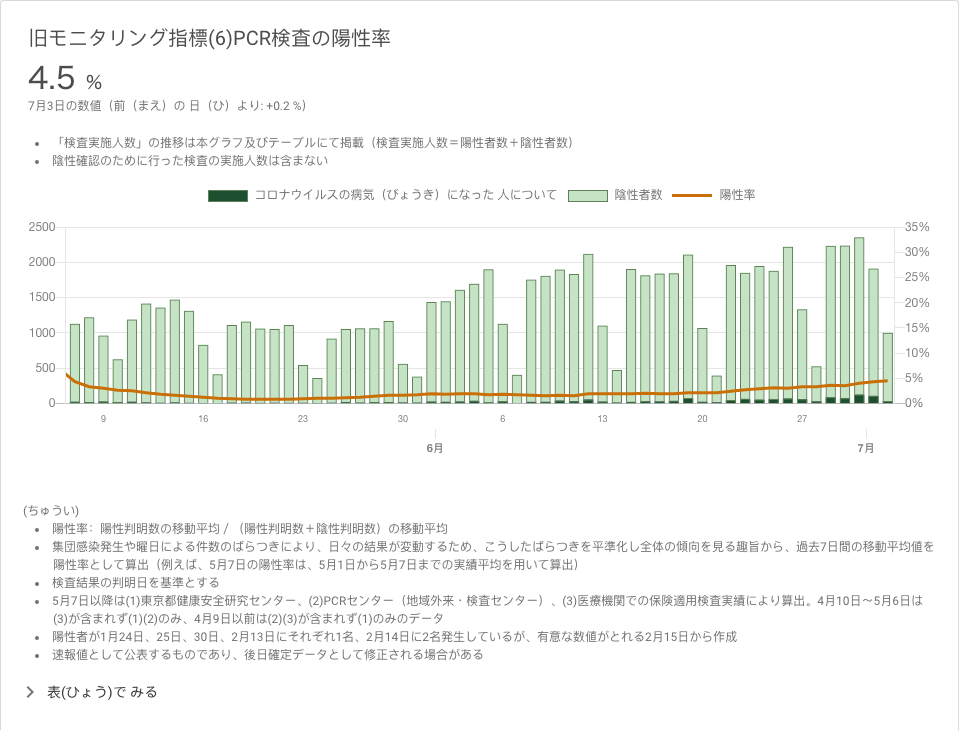 旧モニタリング指標(6)PCR検査の陽性率
4.5 %
7月3日の数値（前（まえ）の 日（ひ）より: +0.2 %）
「検査実施人数」の推移は本グラフ及びテーブルにて掲載（検査実施人数＝陽性者数＋陰性者数）
陰性確認のために行った検査の実施人数は含まない
コロナウイルスの病気（びょうき）になった 人について 陰性者数 陽性率
2500 35%
30%
2000
25%
1500 20%
15%
1000
10%
500
5%
0 0%
9 16 23 30 6 13 20 27
6月 7月
(ちゅうい)
陽性率：陽性判明数の移動平均 / （陽性判明数＋陰性判明数）の移動平均
集団感染発生や曜日による件数のばらつきにより、日々の結果が変動するため、こうしたばらつきを平準化し全体の傾向を見る趣旨から、過去7日間の移動平均値を
陽性率として算出（例えば、5月7日の陽性率は、5月1日から5月7日までの実績平均を用いて算出）
検査結果の判明日を基準とする
5月7日以降は(1)東京都健康安全研究センター、(2)PCRセンター（地域外来・検査センター）、(3)医療機関での保険適用検査実績により算出。4月10日～5月6日は
(3)が含まれず(1)(2)のみ、4月9日以前は(2)(3)が含まれず(1)のみのデータ
陽性者が1月24日、25日、30日、2月13日にそれぞれ1名、2月14日に2名発生しているが、有意な数値がとれる2月15日から作成
速報値として公表するものであり、後日確定データとして修正される場合がある
表(ひょう)で みる